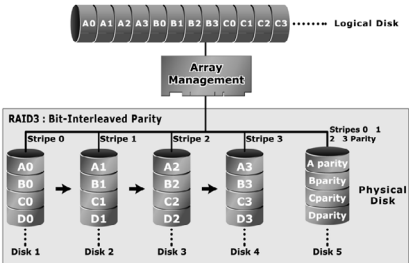 A0 A1 A2 A3 B0 B1 B2 B3 C0 C1 C2 C3 Logical Disk
Array
Management
RAID3 : Bit-Interleaved Parity
Stripe 0 Stripe 1 Stripe 2 Stripe 3 Stripes 0 1
2 3 Parity
A0 A1 A2 A3 A parity
B0 B1 B2 B3 Bparity
C0 C1 C2 C3 Cparity
D0 D1 D2 D3 Dparity
Physical
Disk
Disk 1 Disk 2 Disk 3 Disk 4 Disk 5